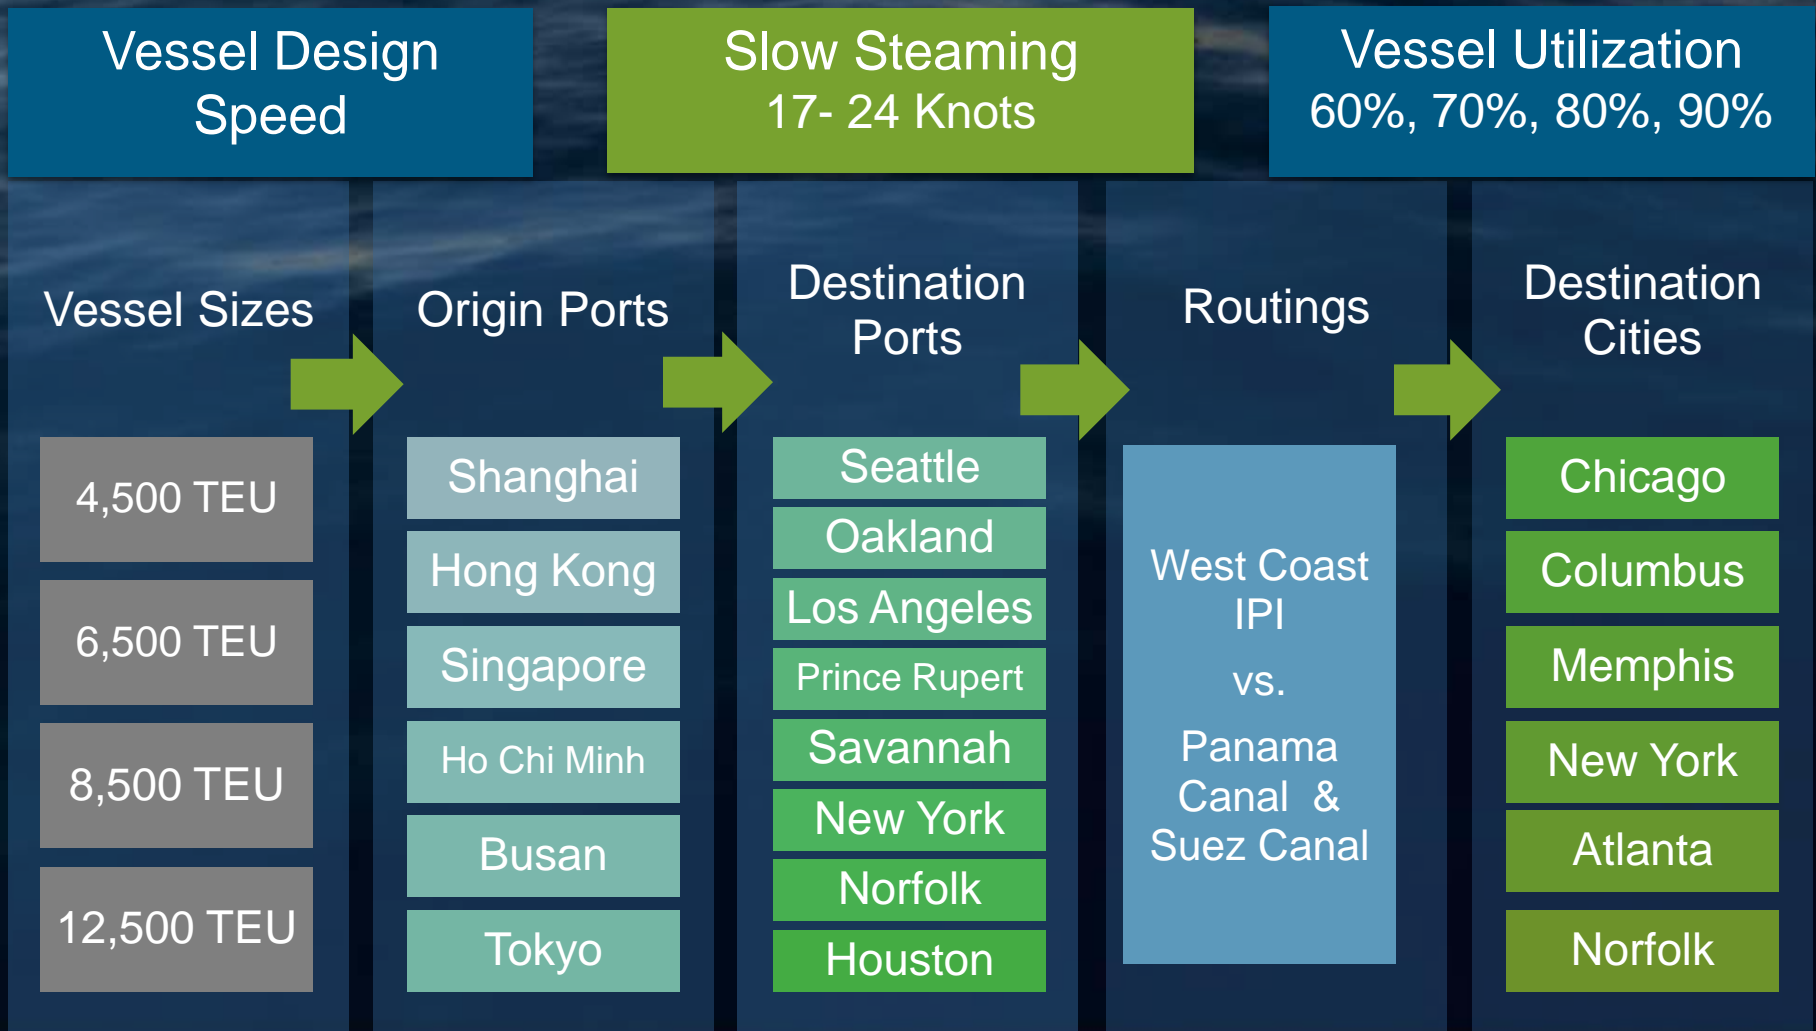 Vessel Design
Speed
Slow Steaming
17- 24 Knots
Vessel Utilization
60%, 70%, 80%, 90%
Vessel Sizes
4,500 TEU
6,500 TEU
8,500 TEU
12,500 TEU
Origin Ports
Shanghai
Hong Kong
Singapore
Ho Chi Minh
Busan
Tokyo
Destination
Ports
Seattle
Oakland
Los Angeles
Prince Rupert
Savannah
New York
Norfolk
Houston
Routings
West Coast
IPI
vs.
Panama
Canal &
Suez Canal
Destination
Cities
Chicago
Columbus
Memphis
New York
Atlanta
Norfolk